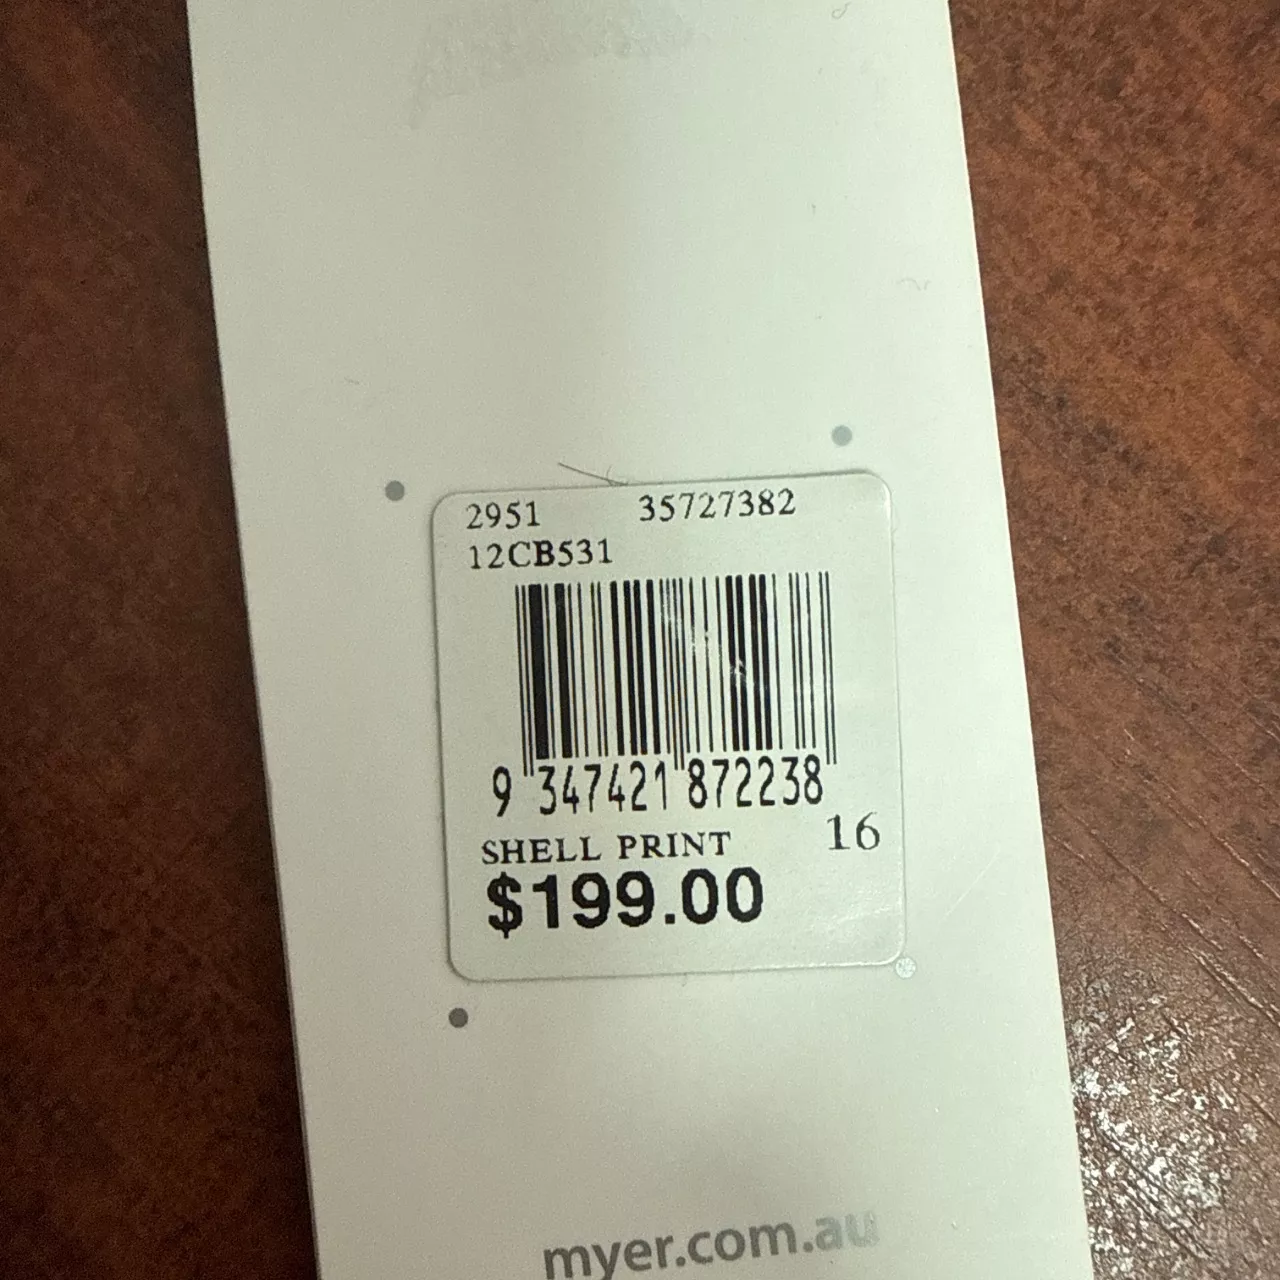 2951 35727382
12CB531
9 347421 872238
SHELL PRINT 16
$199.00
myer.com.au